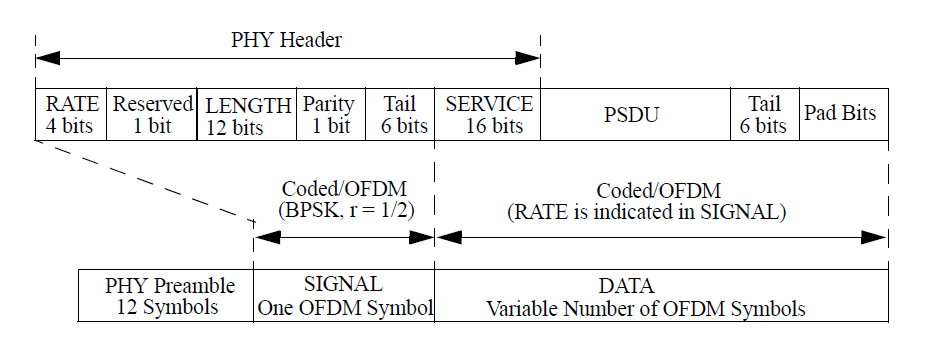 PHY Header
RATE Reserved LENGTH Parity Tail SERVICE PSDU Tail Pad Bits
4 bits 1 bit 12 bits 1 bit 6 bits 16 bits 6 bits
Coded/OFDM Coded/OFDM
(BPSK, r = 1/2) (RATE is indicated in SIGNAL)
PHY Preamble SIGNAL DATA
12 Symbols One OFDM Symbol Variable Number of OFDM Symbols